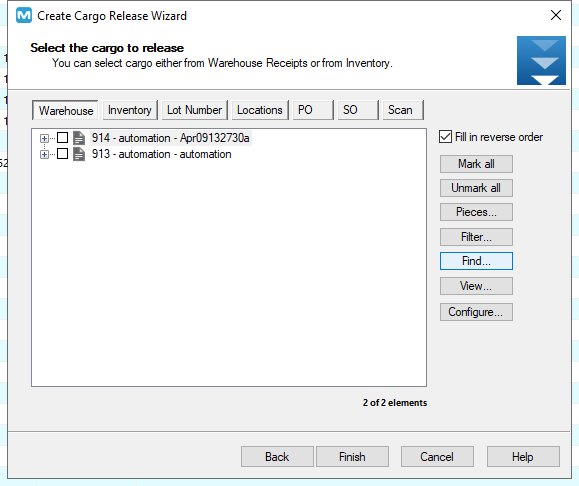 Create Cargo Release Wizard
Select the cargo to release
You can select cargo either from Warehouse Receipts or from Inventory.
Warehouse
Inventory
Lot Number
Locations
PO
SO
Scan
914 - automation - Apr09132730a
913 - automation - automation
Fill in reverse order
Mark all
Unmark all
Pieces...
Filter...
Find...
View...
Configure...
2 of 2 elements
Back
Finish
Cancel
Help